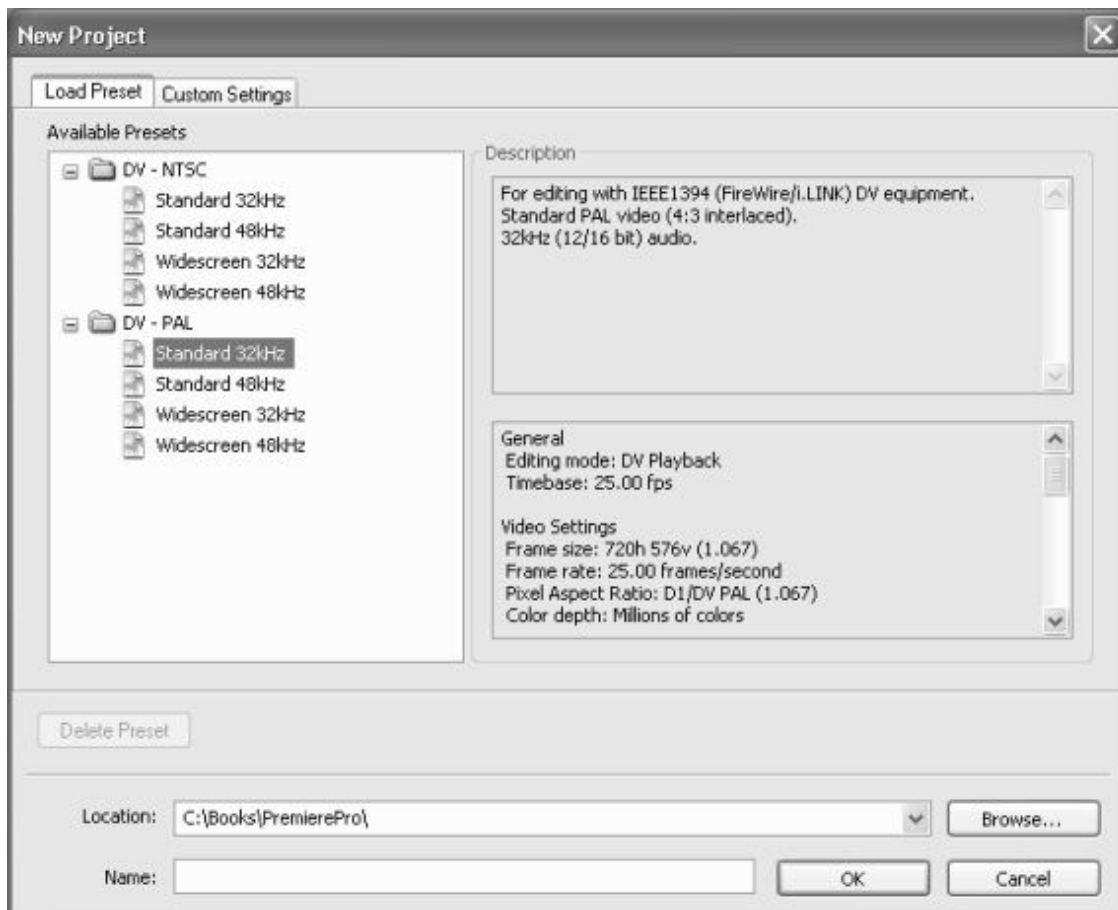 New Project
Load Preset
Custom Settings
Available Presets
DV - NTSC
Standard 32kHz
Standard 48kHz
Widescreen 32kHz
Widescreen 48kHz
DV - PAL
Standard 32kHz
Standard 48kHz
Widescreen 32kHz
Widescreen 48kHz
Description
For editing with IEEE1394 (FireWire/i.LINK) DV equipment.
Standard PAL video (4:3 interlaced).
32kHz (12/16 bit) audio.
General
Editing mode: DV Playback
Timebase: 25.00 fps
Video Settings
Frame size: 720h 576v (1.067)
Frame rate: 25.00 frames/second
Pixel Aspect Ratio: D1/DV PAL (1.067)
Color depth: Millions of colors
Delete Preset
Location: C:\Books\PremierePro\ Browse...
Name: OK Cancel